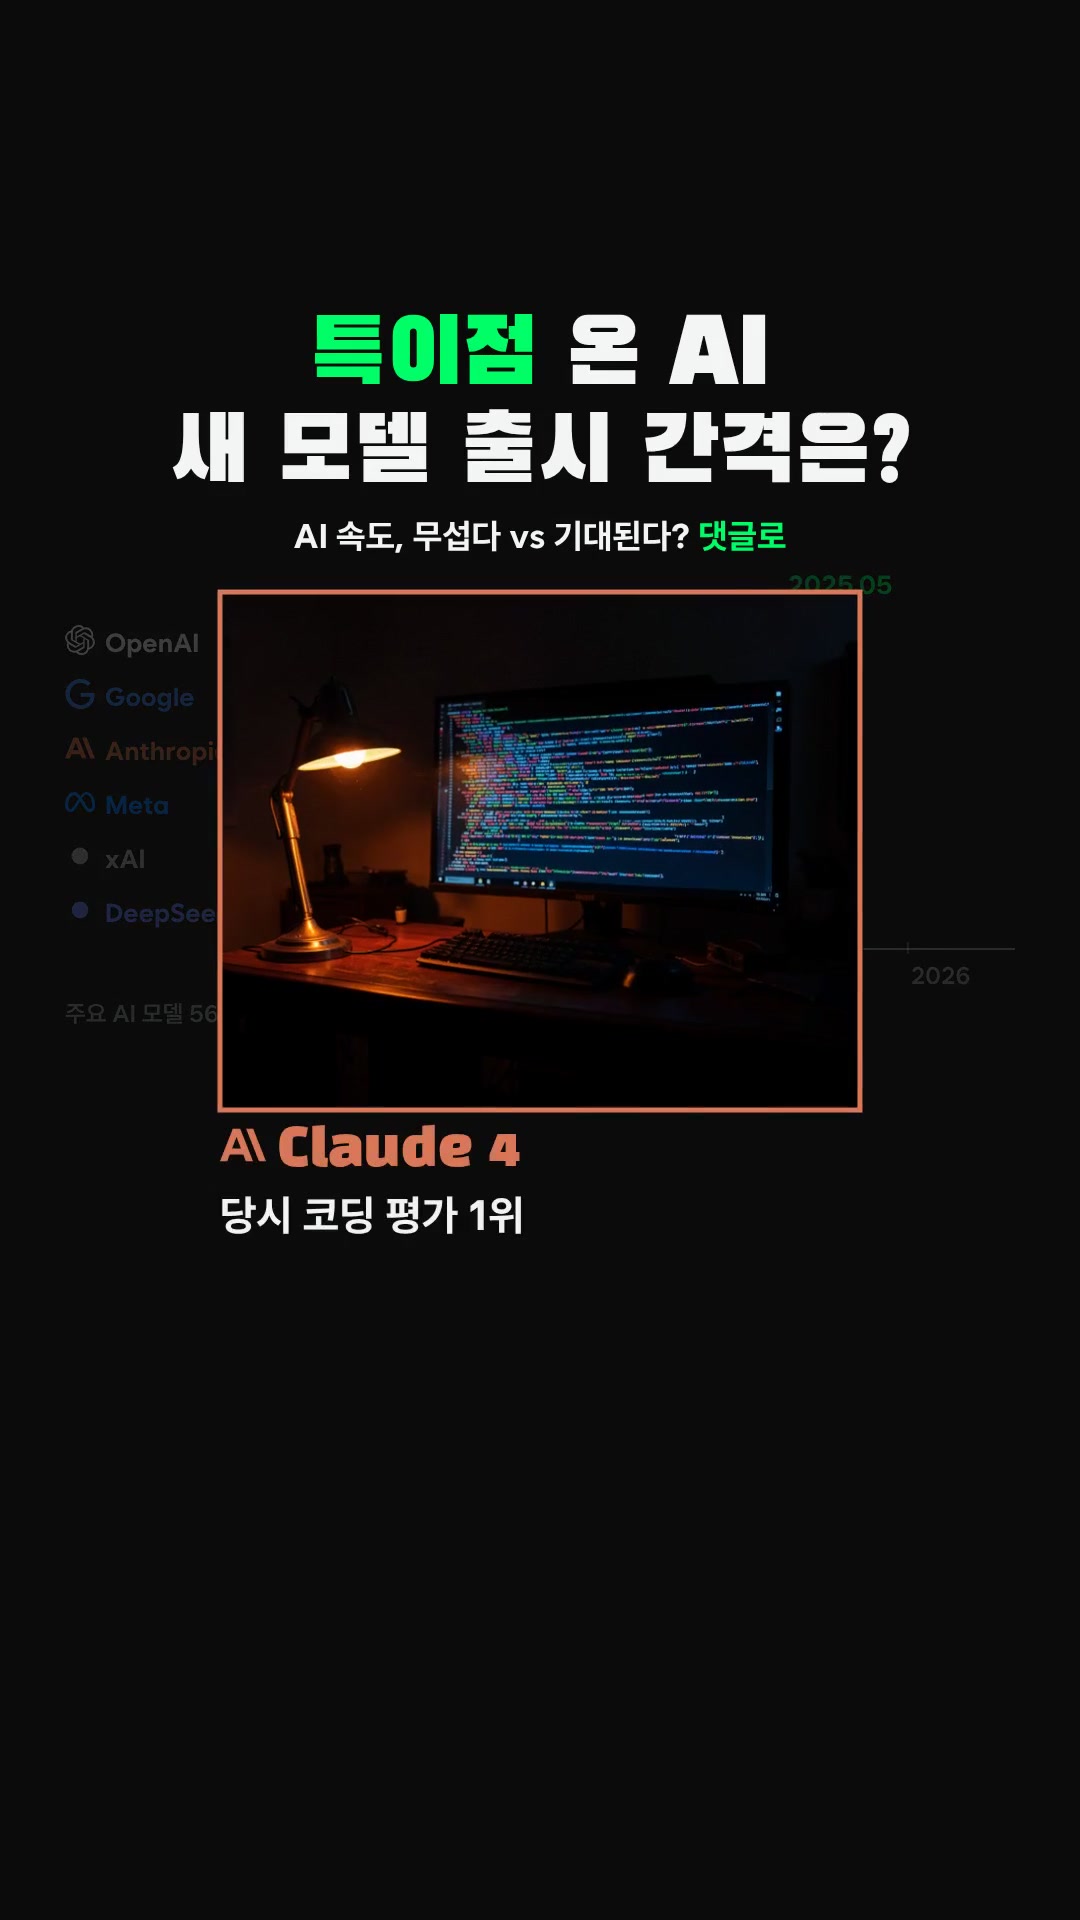 특이점 온 AI
새 모델 출시 간격은?
AI 속도, 무섭다 vs 기대된다? 댓글로
2025.05
OpenAI
Google
Anthropi
Meta
xAI
DeepSee
2026
주요 AI 모델 56
Claude 4
당시 코딩 평가 1위